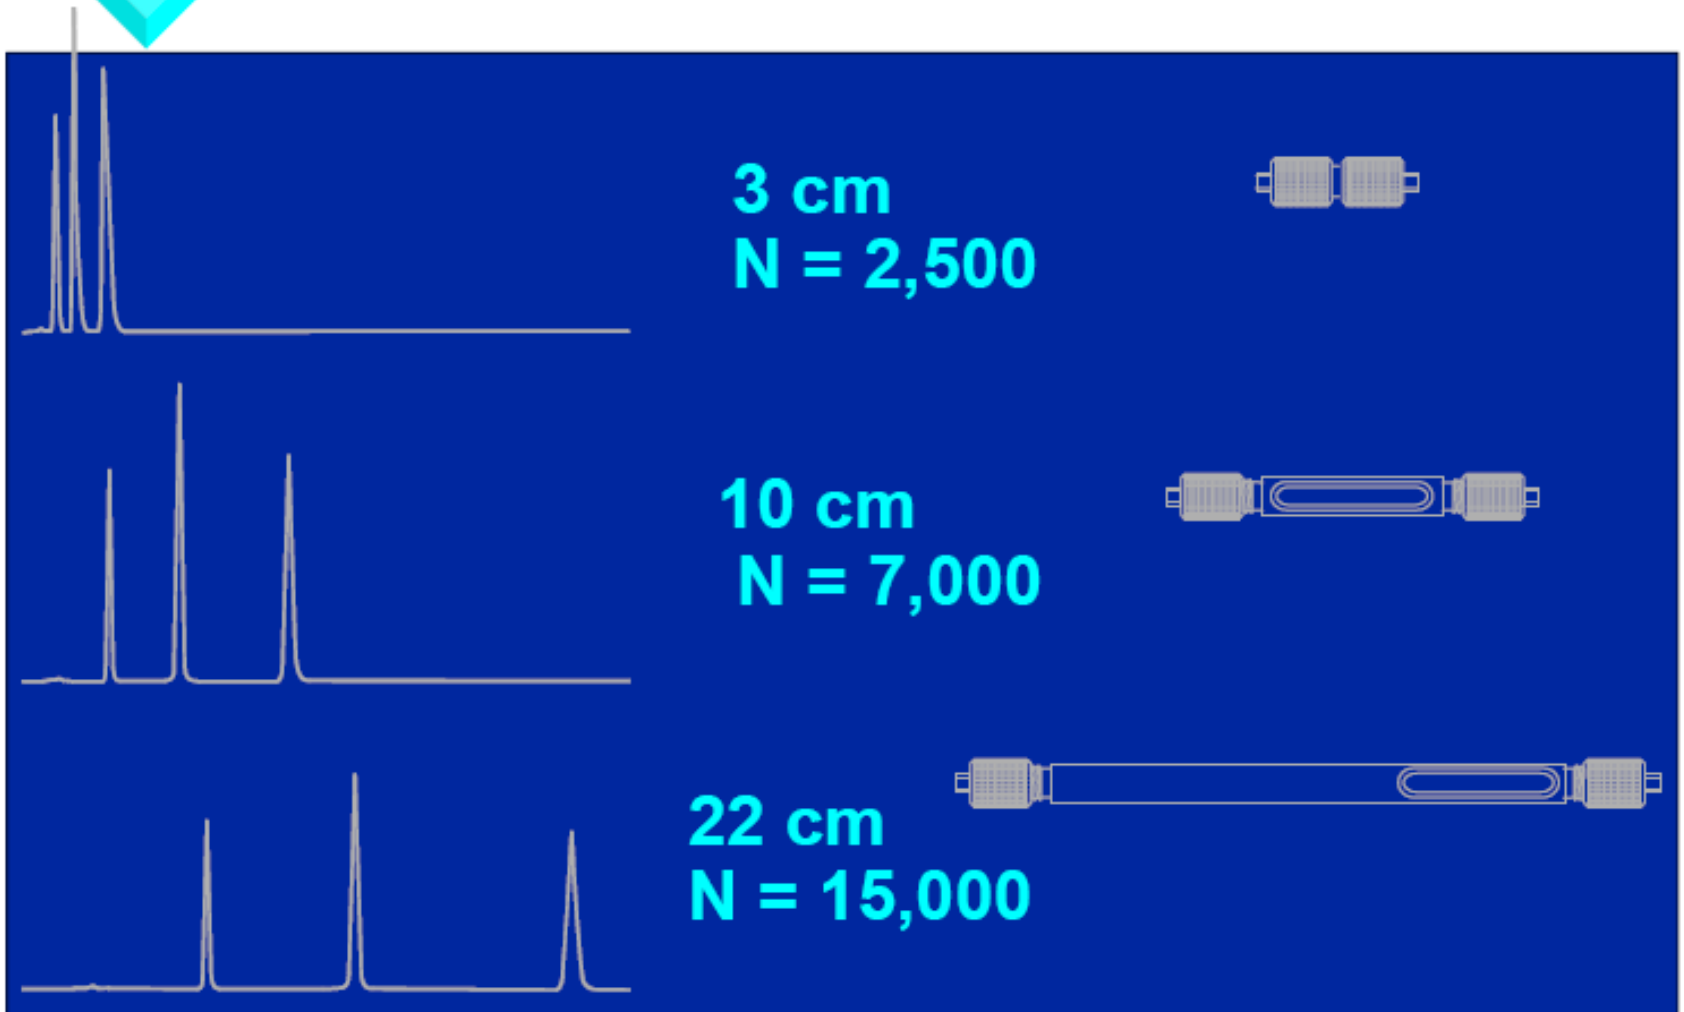 3 cm
N = 2,500
10 cm
N = 7,000
22 cm
N = 15,000